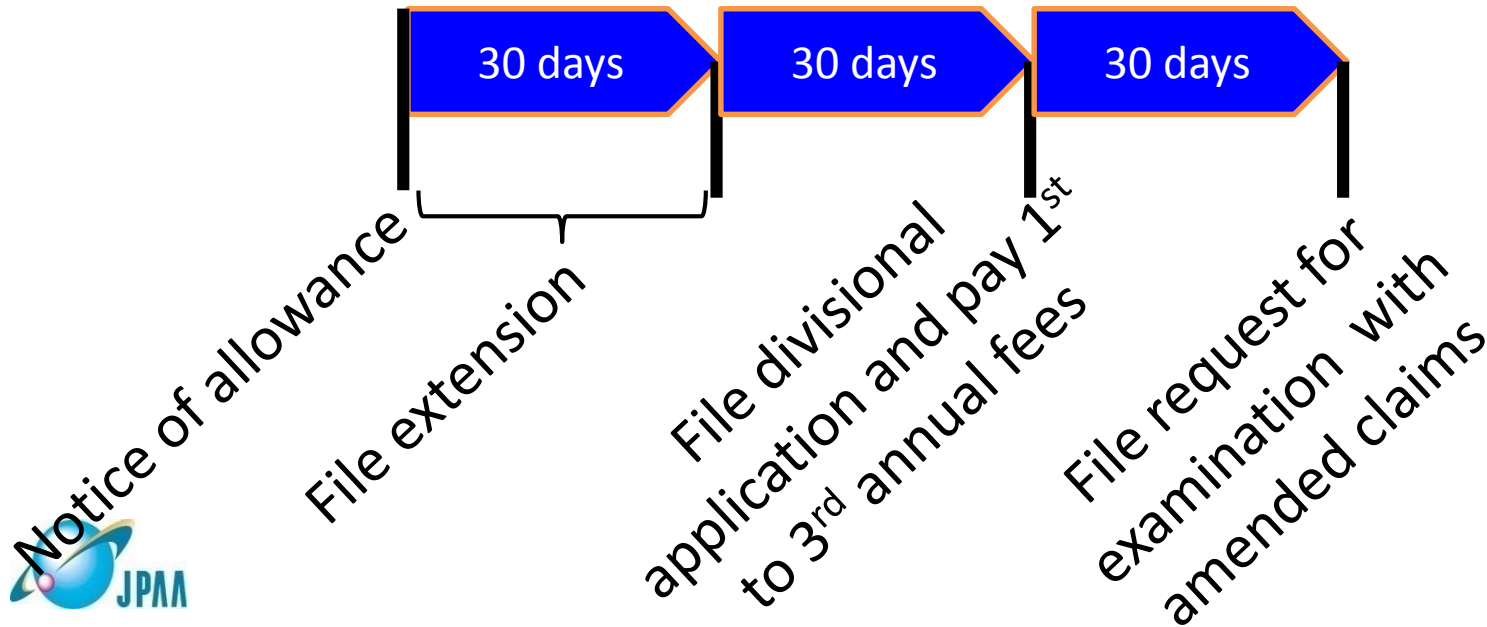 30 days
30 days
30 days
Notice of allowance
File extension
File divisional
application and pay 1st
to 3rd annual fees
File request for
examination with
amended claims
JPAA